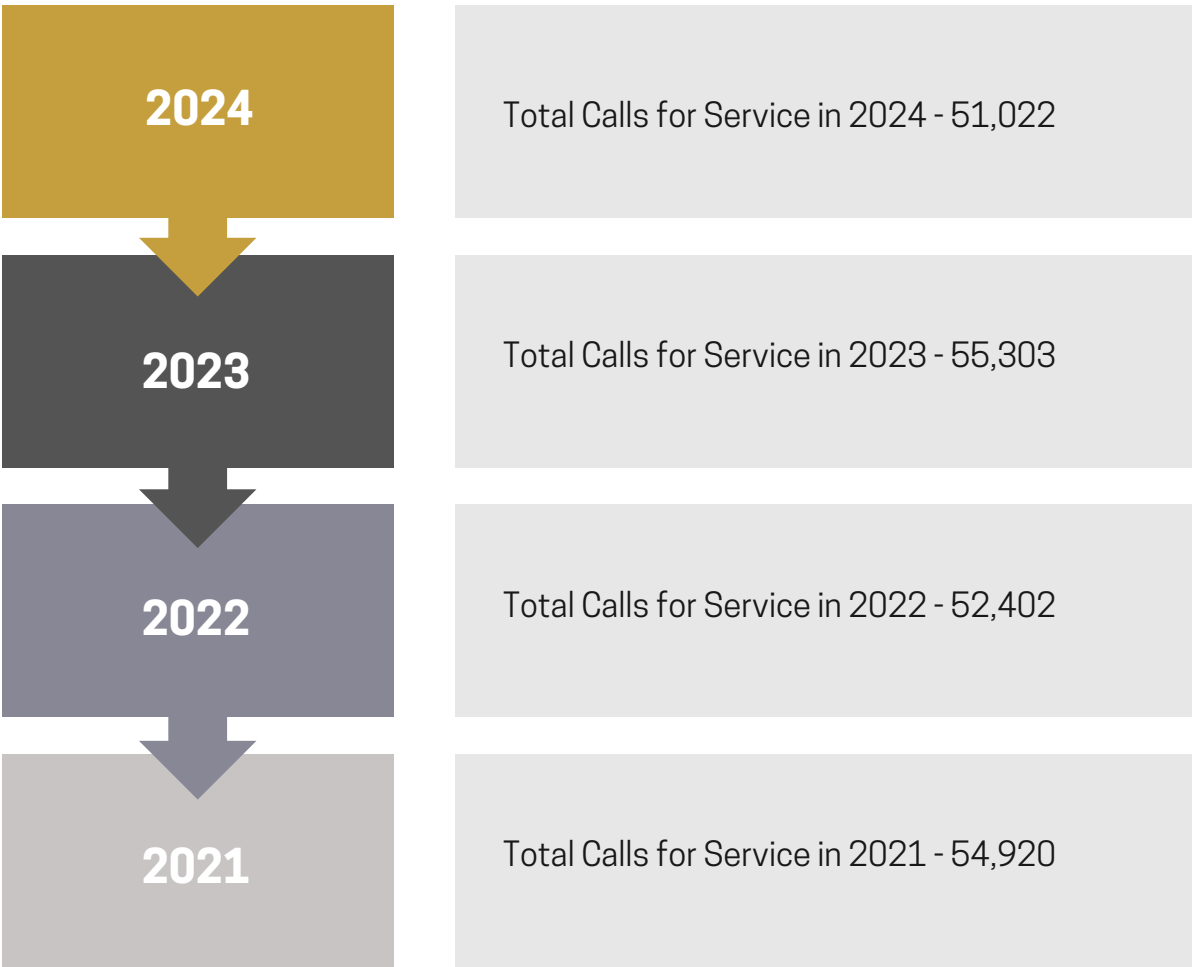 2024
Total Calls for Service in 2024 - 51,022
2023
Total Calls for Service in 2023 - 55,303
2022
Total Calls for Service in 2022 - 52,402
2021
Total Calls for Service in 2021 - 54,920